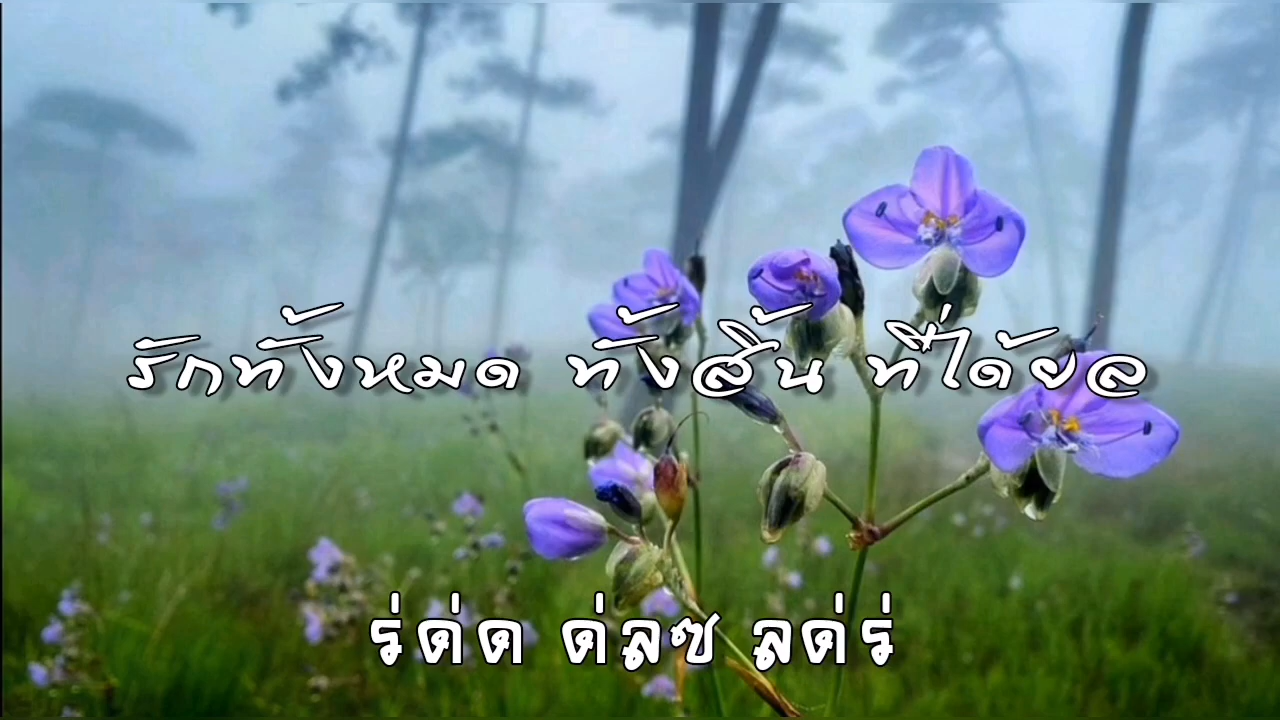 รักทั้งหมด ทั้งสิ้น ที่ได้ยล
ร่ด่ด ด่ลซ ลด่ร่